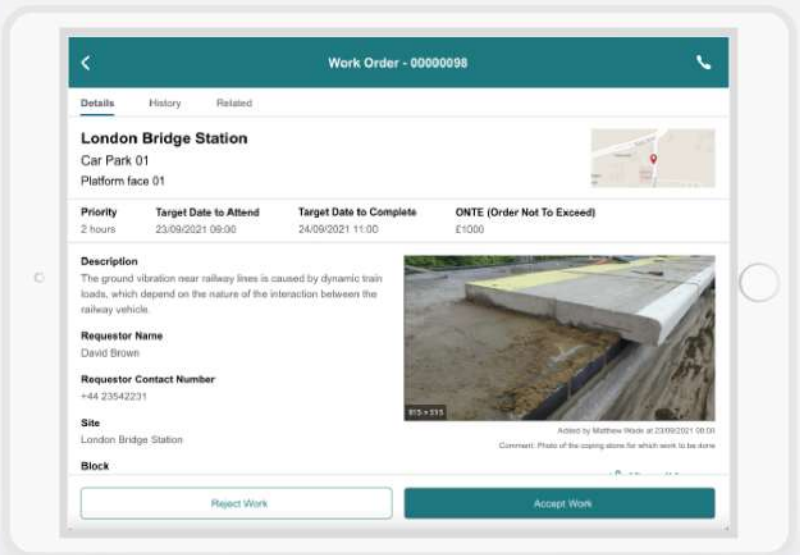 Work Order - 00000098
Details History Related
London Bridge Station
Car Park 01
Platform face 01
Priority Target Date to Attend Target Date to Complete ONTE (Order Not To Exceed)
2 hours 23/09/2021 09:00 24/09/2021 11:00 £1000
Description
The ground vibration near railway lines is caused by dynamic train
loads, which depend on the nature of the interaction between the
railway vehicle.
Requestor Name
David Brown
Requestor Contact Number
+44 23542231
Site
London Bridge Station
Block
815 × 515
Added by Matthew Wade at 23/09/2021 08:00
Comment: Photo of the coping stone for which work to be done
Reject Work Accept Work